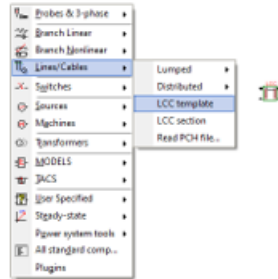 Probes & 3-phase
Branch Linear
Branch Nonlinear
Lines/Cables
Switches
Sources
Machines
Transformers
MODELS
TACS
User Specified
Steady-state
Power system tools
All standard comp...
Plugins
Lumped
Distributed
LCC template
LCC section
Read PCH file...